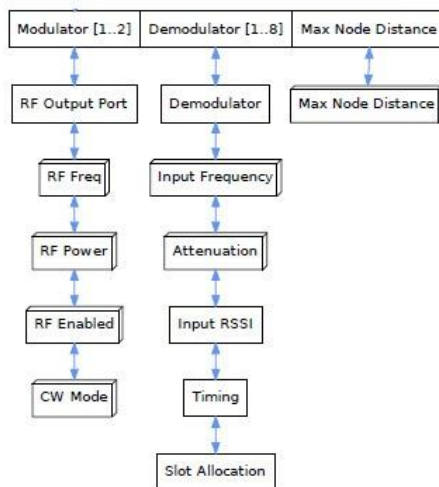 Modulator [1..2]
Demodulator [1..8]
Max Node Distance
RF Output Port
Demodulator
Max Node Distance
RF Freq
Input Frequency
RF Power
Attenuation
RF Enabled
Input RSSI
CW Mode
Timing
Slot Allocation